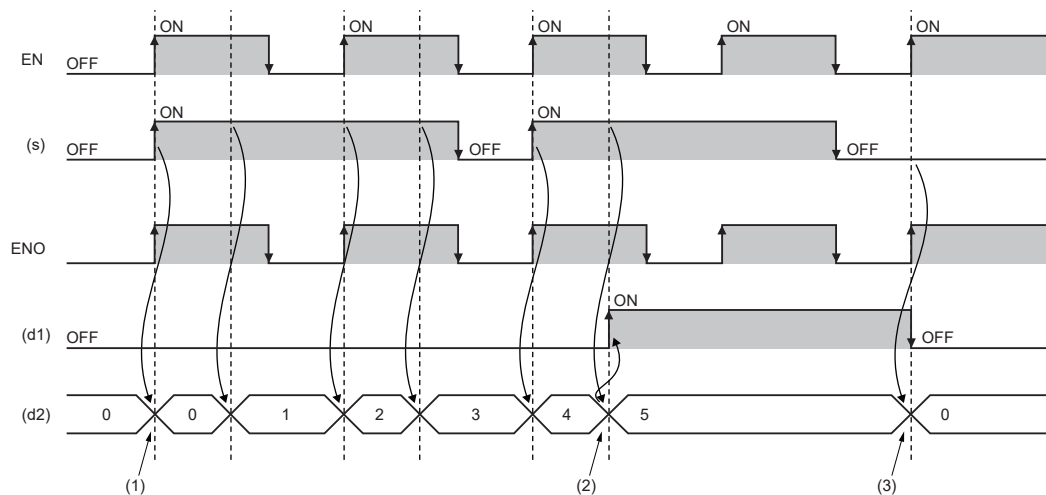 ON ON ON ON ON
EN OFF
ON ON
(s) OFF OFF OFF
ENO
ON
(d1) OFF OFF
(d2) 0 0 1 2 3 4 5 0
(1) (2) (3)